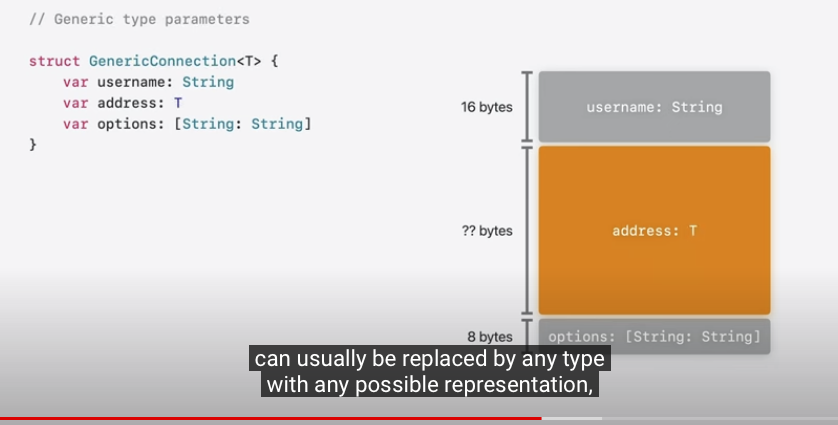 // Generic type parameters
struct GenericConnection<T> {
var username: String
var address: T
var options: [String: String]
}
16 bytes
username: String
?? bytes
address: T
8 bytes
options: [String: String]
can usually be replaced by any type
with any possible representation,